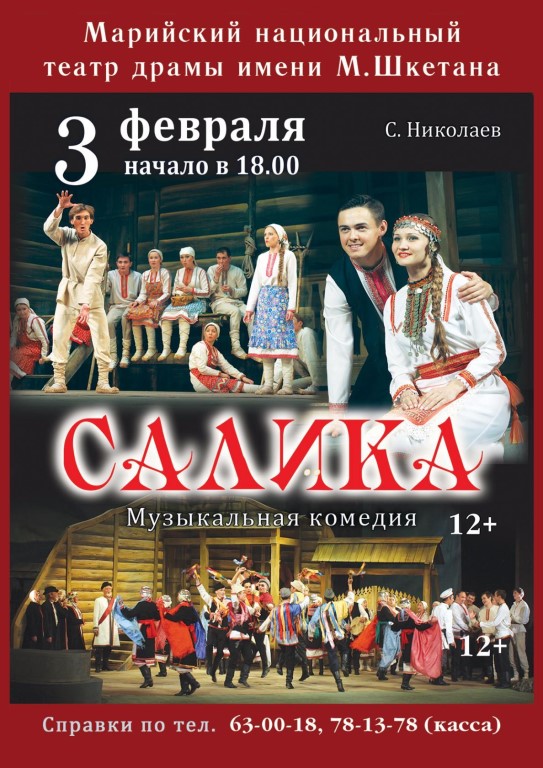 Марийский национальный
театр драмы имени М.Шкетана
3 февраля
начало в 18.00
С. Николаев
САЛИКА
Музыкальная комедия
12+
12+
Справки по тел. 63-00-18, 78-13-78 (касса)